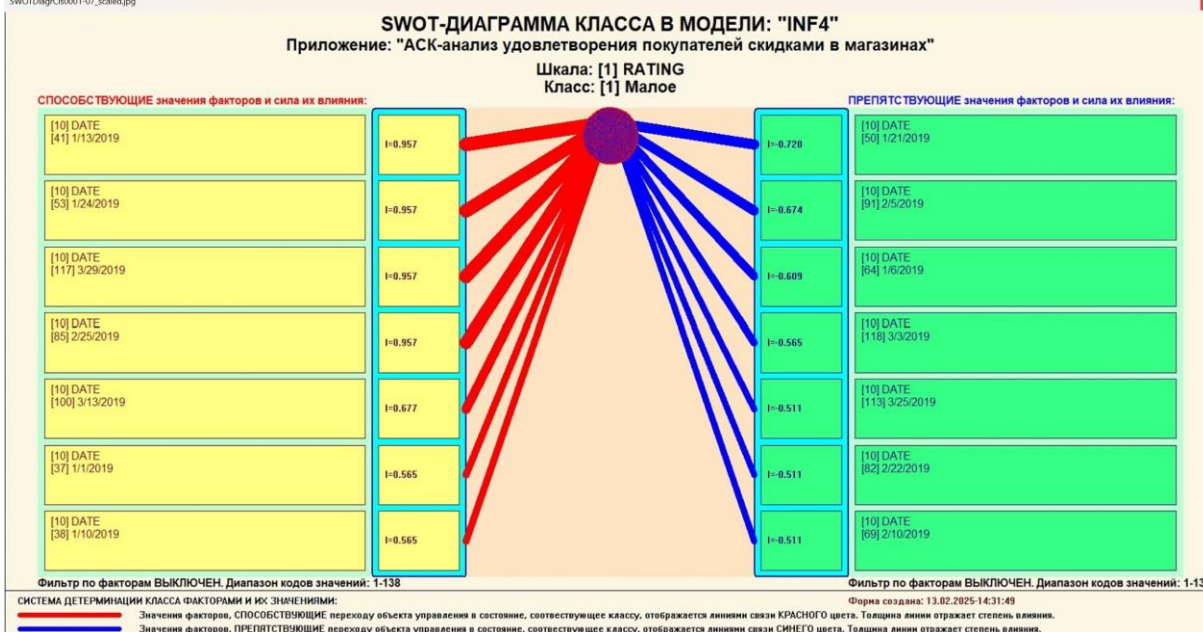 SWOTDiagrCls0001-07_scaled.jpg
SWOT-ДИАГРАММА КЛАССА В МОДЕЛИ: "INF4"
Приложение: "АСК-анализ удовлетворения покупателей скидками в магазинах"
Шкала: [1] RATING
Класс: [1] Малое
СПОСОБСТВУЮЩИЕ значения факторов и сила их влияния:
[10] DATE
[41] 1/13/2019
I=0.957
[10] DATE
[53] 1/24/2019
I=0.957
[10] DATE
[117] 3/29/2019
I=0.957
[10] DATE
[85] 2/25/2019
I=0.957
[10] DATE
[100] 3/13/2019
I=0.677
[10] DATE
[37] 1/1/2019
I=0.565
[10] DATE
[38] 1/10/2019
I=0.565
Фильтр по факторам ВЫКЛЮЧЕН. Диапазон кодов значений: 1-138
ПРЕПЯТСТВУЮЩИЕ значения факторов и сила их влияния:
I=-0.720
[10] DATE
[50] 1/21/2019
I=-0.674
[10] DATE
[91] 2/5/2019
I=-0.609
[10] DATE
[64] 1/6/2019
I=-0.565
[10] DATE
[118] 3/3/2019
I=-0.511
[10] DATE
[113] 3/25/2019
I=-0.511
[10] DATE
[82] 2/22/2019
I=-0.511
[10] DATE
[69] 2/10/2019
Фильтр по факторам ВЫКЛЮЧЕН. Диапазон кодов значений: 1-13
СИСТЕМА ДЕТЕРМИНАЦИИ КЛАССА ФАКТОРАМИ И ИХ ЗНАЧЕНИЯМИ:
Форма создана: 13.02.2025-14:31:49
Значения факторов, СПОСОБСТВУЮЩИЕ переходу объекта управления в состояние, соотвествующее классу, отображается линиями связи КРАСНОГО цвета. Толщина линии отражает степень влияния.
Значения факторов, ПРЕПЯТСТВУЮЩИЕ переходу объекта управления в состояние, соотвествующее классу, отображается линиями связи СИНЕГО цвета. Толщина линии отражает степень влияния.